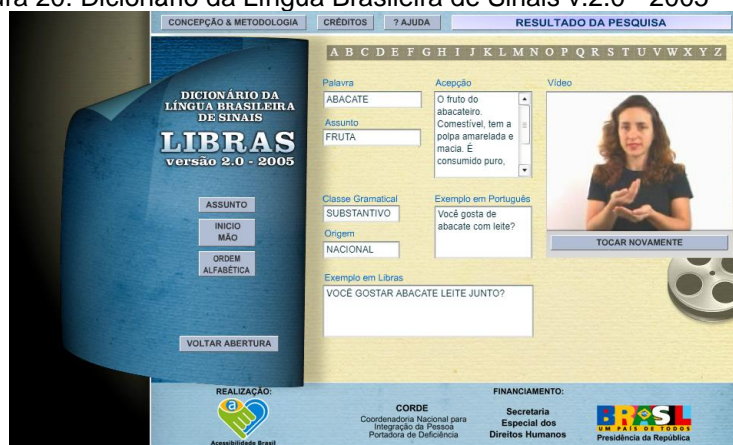 ra 20: Dicionário da Língua Brasileira de Sinais v.2.0 - 2005
CONCEPÇÃO & METODOLOGIA
CRÉDITOS
? AJUDA
RESULTADO DA PESQUISA
A B C D E F G H I J K L M N O P Q R S T U V W X Y Z
DICIONÁRIO DA
LÍNGUA BRASILEIRA
DE SINAIS
LIBRAS
versão 2.0 - 2005
ASSUNTO
INICIO
MÃO
ORDEM
ALFABÉTICA
VOLTAR ABERTURA
Palavra
ABACATE
Assunto
FRUTA
Acepção
O fruto do
abacateiro.
Comestível, tem a
polpa amarelada e
macia. É
consumido puro,
Vídeo
TOCAR NOVAMENTE
Classe Gramatical
SUBSTANTIVO
Origem
NACIONAL
Exemplo em Português
Você gosta de
abacate com leite?
Exemplo em Libras
VOCÊ GOSTAR ABACATE LEITE JUNTO?
REALIZAÇÃO:
Acessibilidade Brasil
CORDE
Coordenadoria Nacional para
Integração da Pessoa
Portadora de Deficiência
FINANCIAMENTO:
Secretaria
Especial dos
Direitos Humanos
BRASIL
UM PAÍS DE TODOS
Presidência da República